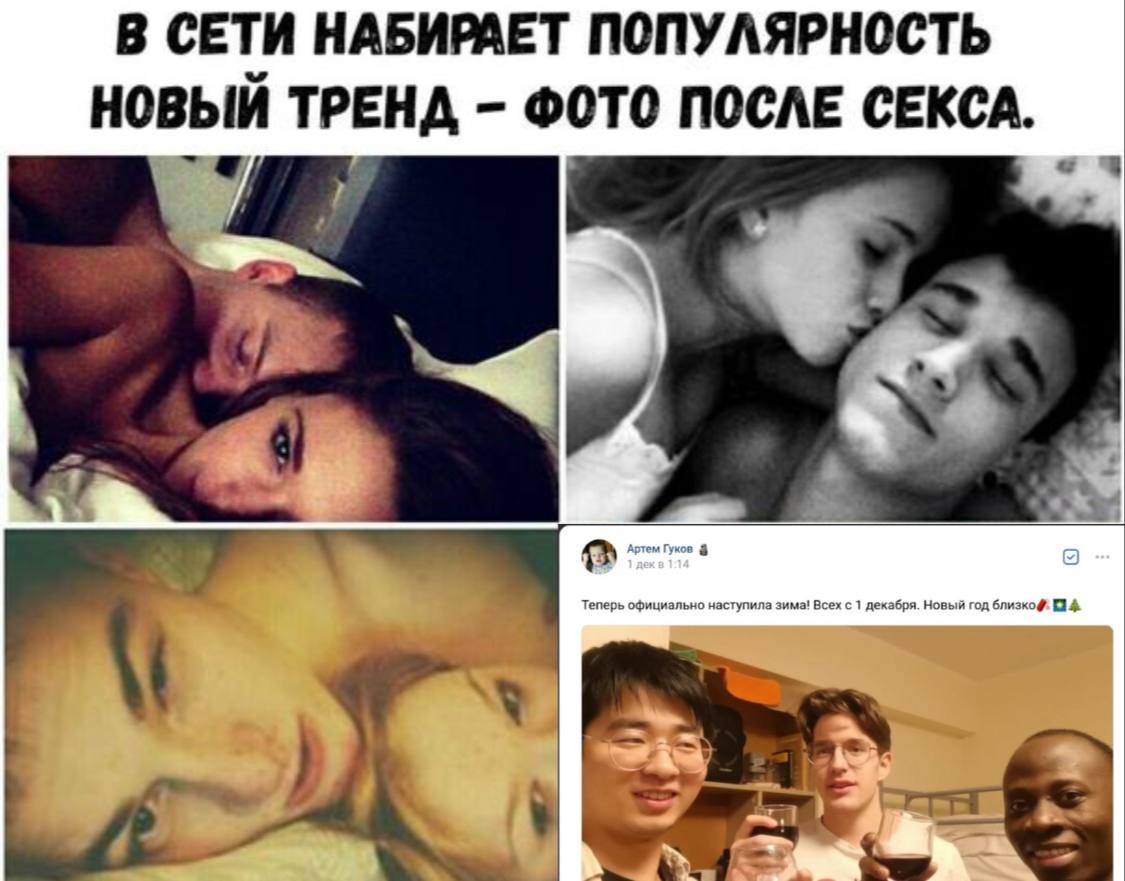 В СЕТИ НАБИРАЕТ ПОПУЛЯРНОСТЬ
НОВЫЙ ТРЕНД – ФОТО ПОСЛЕ СЕКСА.
Артем Гуков
1 дек в 1:14
Теперь официально наступила зима! Всех с 1 декабря. Новый год близко🧨🎇🎄